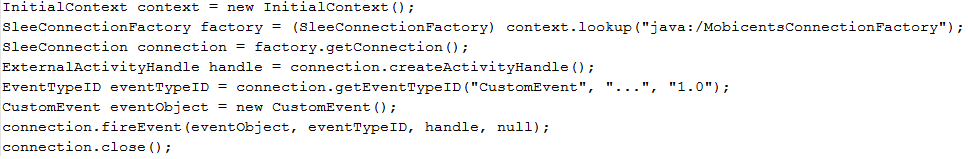 InitialContext context = new InitialContext();
SleeConnectionFactory factory = (SleeConnectionFactory) context.lookup("java:/MobicentsConnectionFactory");
SleeConnection connection = factory.getConnection();
ExternalActivityHandle handle = connection.createActivityHandle();
EventTypeID eventTypeID = connection.getEventTypeID("CustomEvent", "...", "1.0");
CustomEvent eventObject = new CustomEvent();
connection.fireEvent(eventObject, eventTypeID, handle, null);
connection.close();